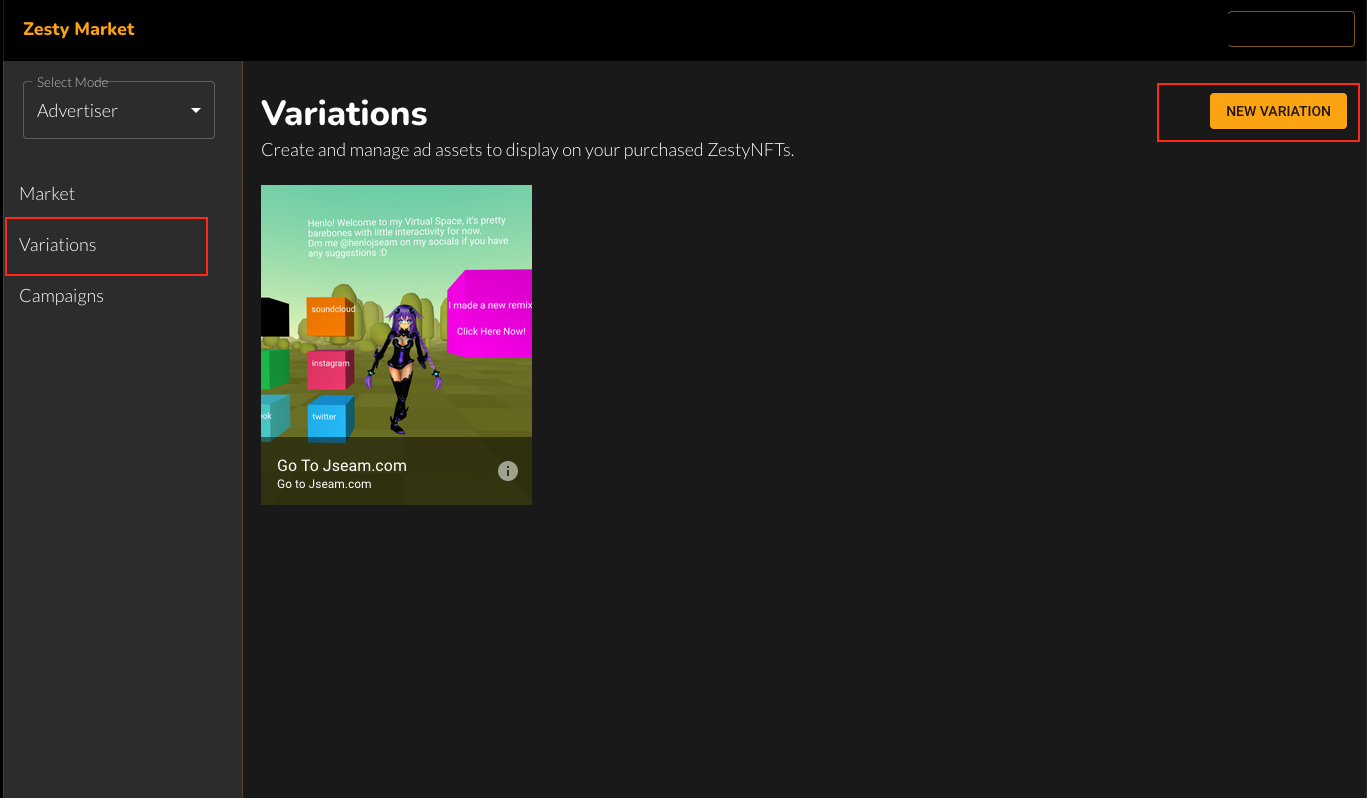 Zesty Market
Select Mode
Advertiser
Market
Variations
Campaigns
Variations
NEW VARIATION
Create and manage ad assets to display on your purchased ZestyNFTs.
Henlo! Welcome to my Virtual Space, it's pretty
barebones with little interactivity for now.
Dm me @henlojseam on my socials if you have
any suggestions :D
soundcloud
I made a new remix
Click Here Now!
instagram
ok
twitter
Go To Jseam.com
Go to Jseam.com